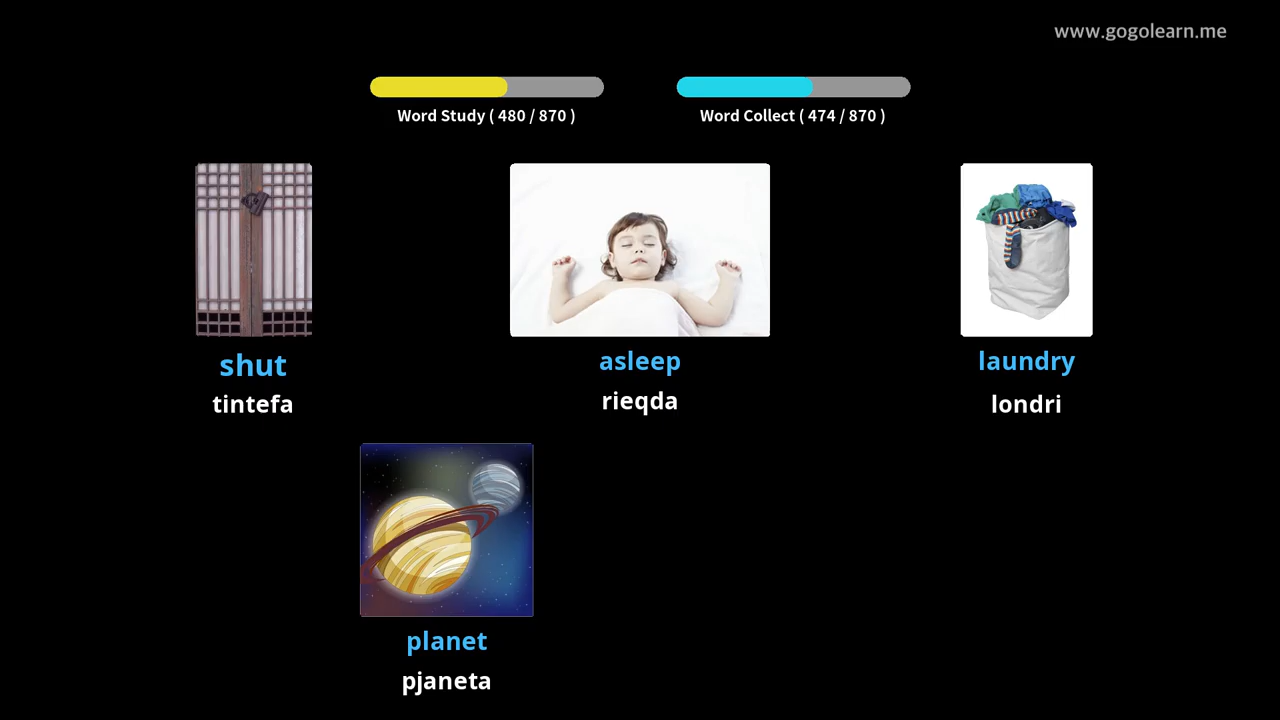 www.gogolearn.me
Word Study ( 480 / 870 )
Word Collect ( 474 / 870 )
shut
tintefa
asleep
rieqda
laundry
londri
planet
pjaneta